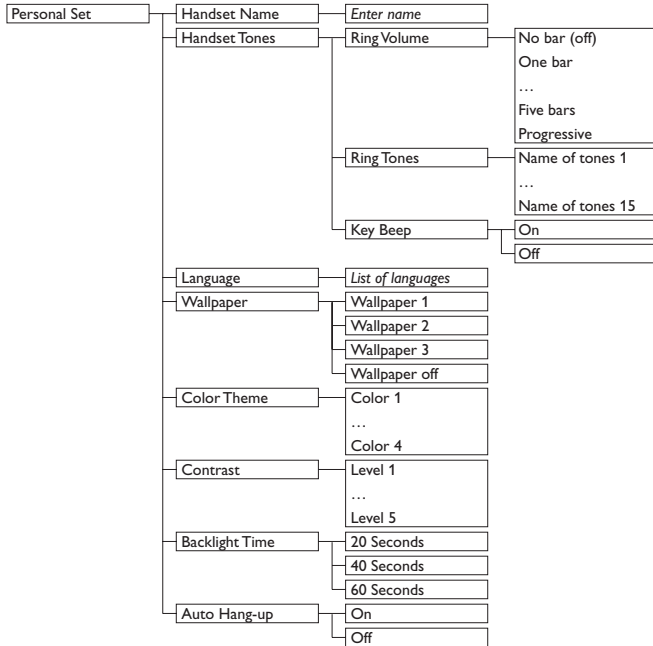 Personal Set
Handset Name
Enter name
Handset Tones
Ring Volume
No bar (off)
One bar
…
Five bars
Progressive
Ring Tones
Name of tones 1
…
Name of tones 15
Key Beep
On
Off
Language
List of languages
Wallpaper
Wallpaper 1
Wallpaper 2
Wallpaper 3
Wallpaper off
Color Theme
Color 1
…
Color 4
Contrast
Level 1
…
Level 5
Backlight Time
20 Seconds
40 Seconds
60 Seconds
Auto Hang-up
On
Off